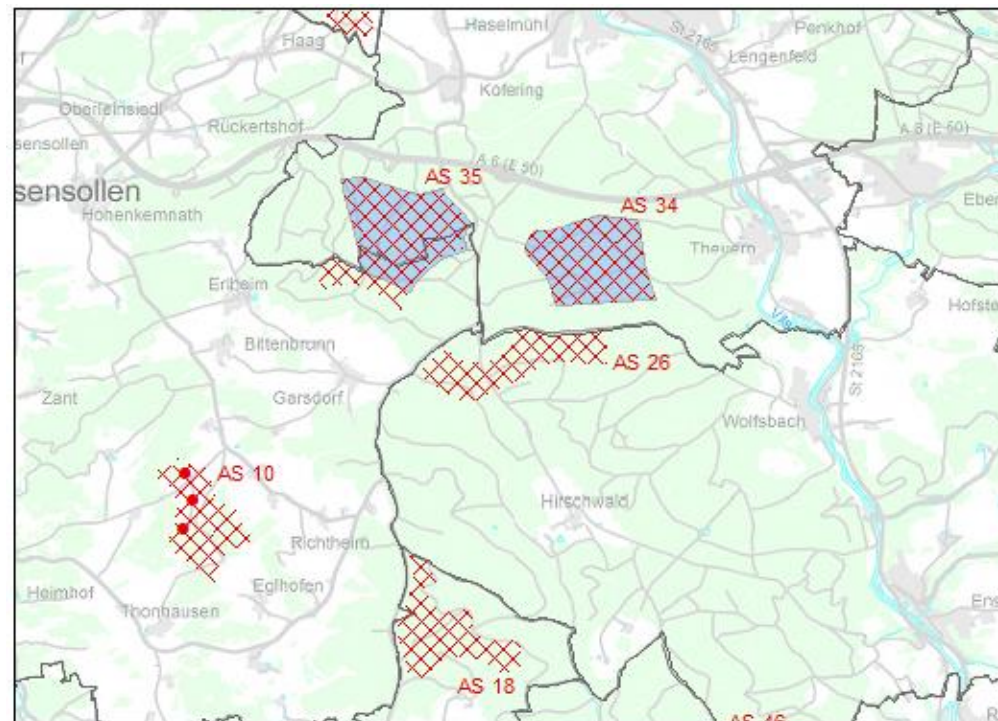 Haselmühl
St 2165
Penkhof
Haag
Lengenfeld
Köfering
Oberleinsiedl
Rückertshof
A 6 (E 50)
sensollen
A 6 (E 50)
sensollen
AS 35
AS 34
Hohenkemnath
Eber
Theuern
Erlheim
Hofste
Vils
Bittenbrunn
AS 26
St 2165
Zant
Garsdorf
Wolfsbach
AS 10
Hirschwald
Richtheim
Heimhof
Eglhofen
Ens
Thonhausen
AS 18
AS 46
R